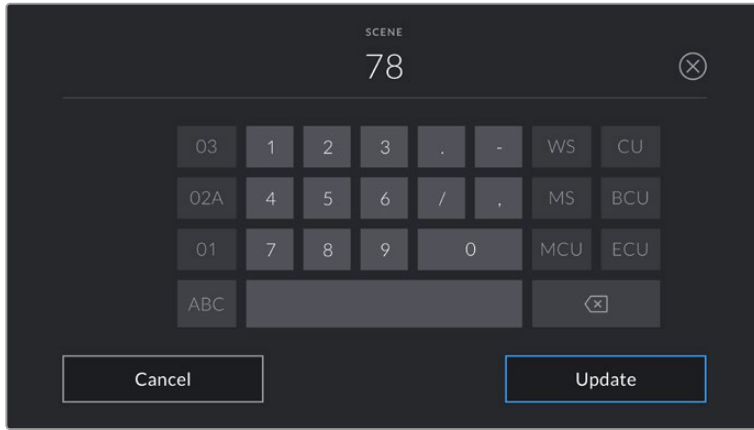 SCENE
78
03 1 2 3 . - WS CU
02A 4 5 6 / , MS BCU
01 7 8 9 0 MCU ECU
ABC
Cancel Update